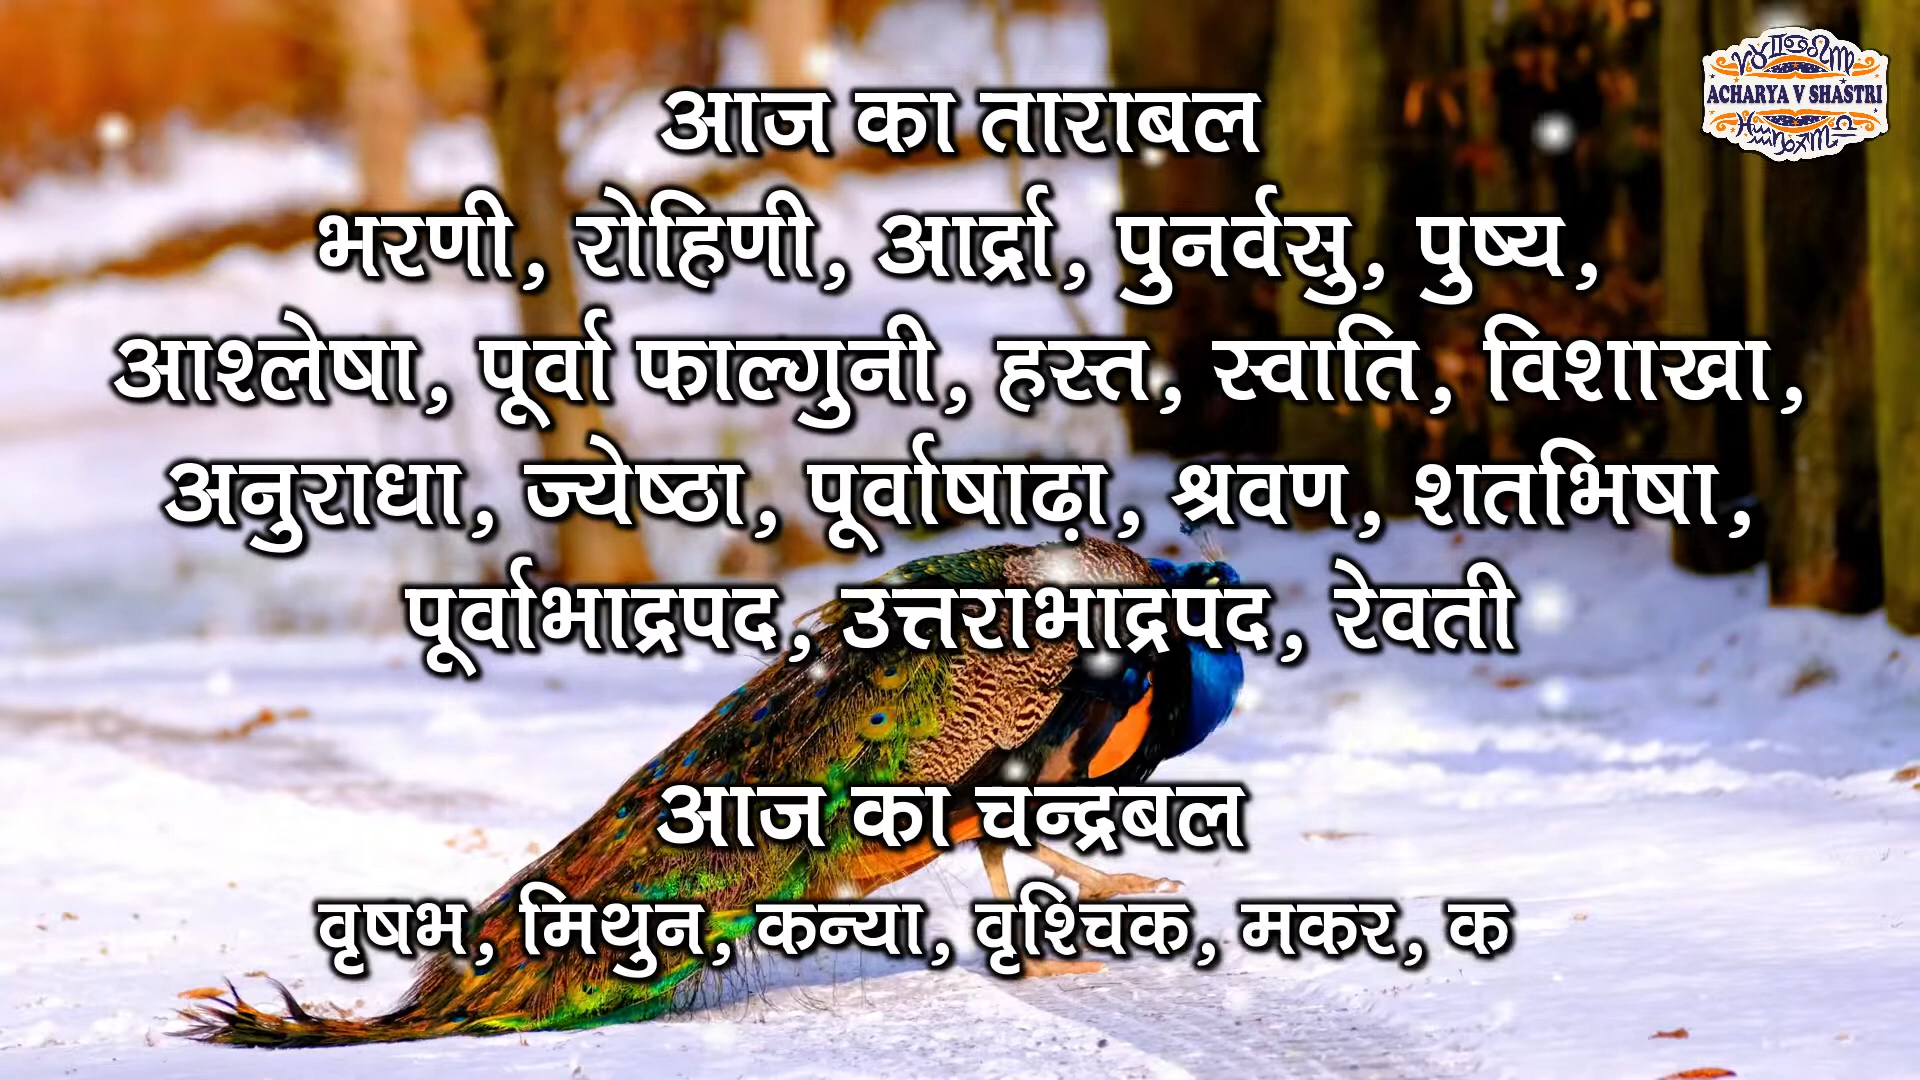 आज का ताराबल
ACHARYA V SHASTRI
भरणी, रोहिणी, आर्द्रा, पुनर्वसु, पुष्य,
आश्लेषा, पूर्वा फाल्गुनी, हस्त, स्वाति, विशाखा,
अनुराधा, ज्येष्ठा, पूर्वाषाढ़ा, श्रवण, शतभिषा,
पूर्वाभाद्रपद, उत्तराभाद्रपद, रेवती
आज का चन्द्रबल
वृषभ, मिथुन, कन्या, वृश्चिक, मकर, क